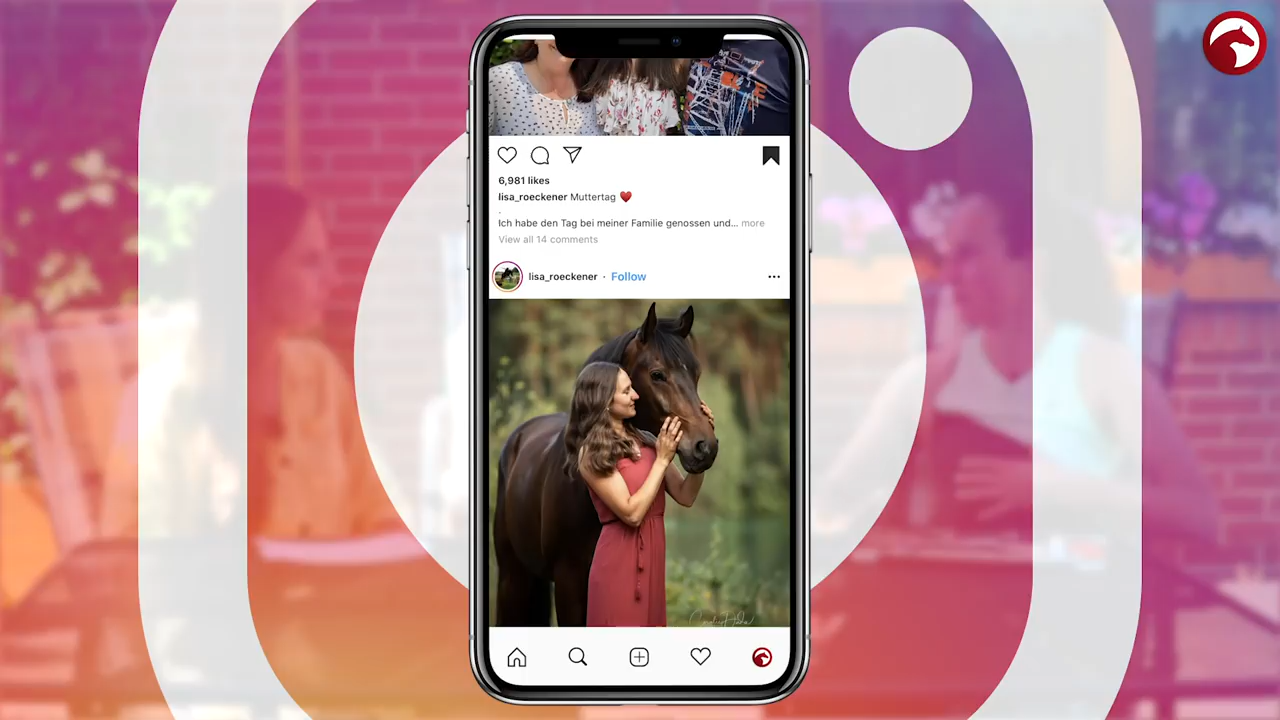 6,981 likes
lisa_roeckener Muttertag ❤️
.
Ich habe den Tag bei meiner Familie genossen und... more
View all 14 comments
lisa_roeckener · Follow